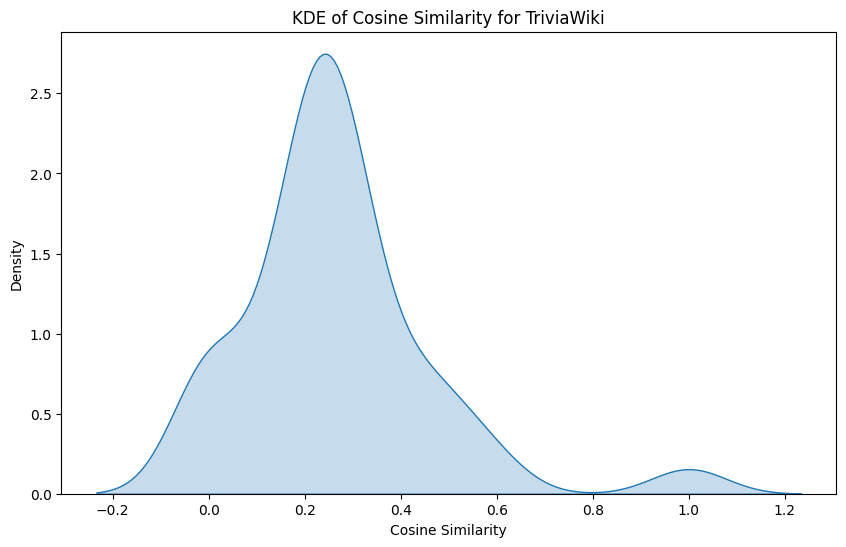 KDE of Cosine Similarity for TriviaWiki
2.5
2.0
1.5
1.0
0.5
0.0
Density
−0.2 0.0 0.2 0.4 0.6 0.8 1.0 1.2
Cosine Similarity